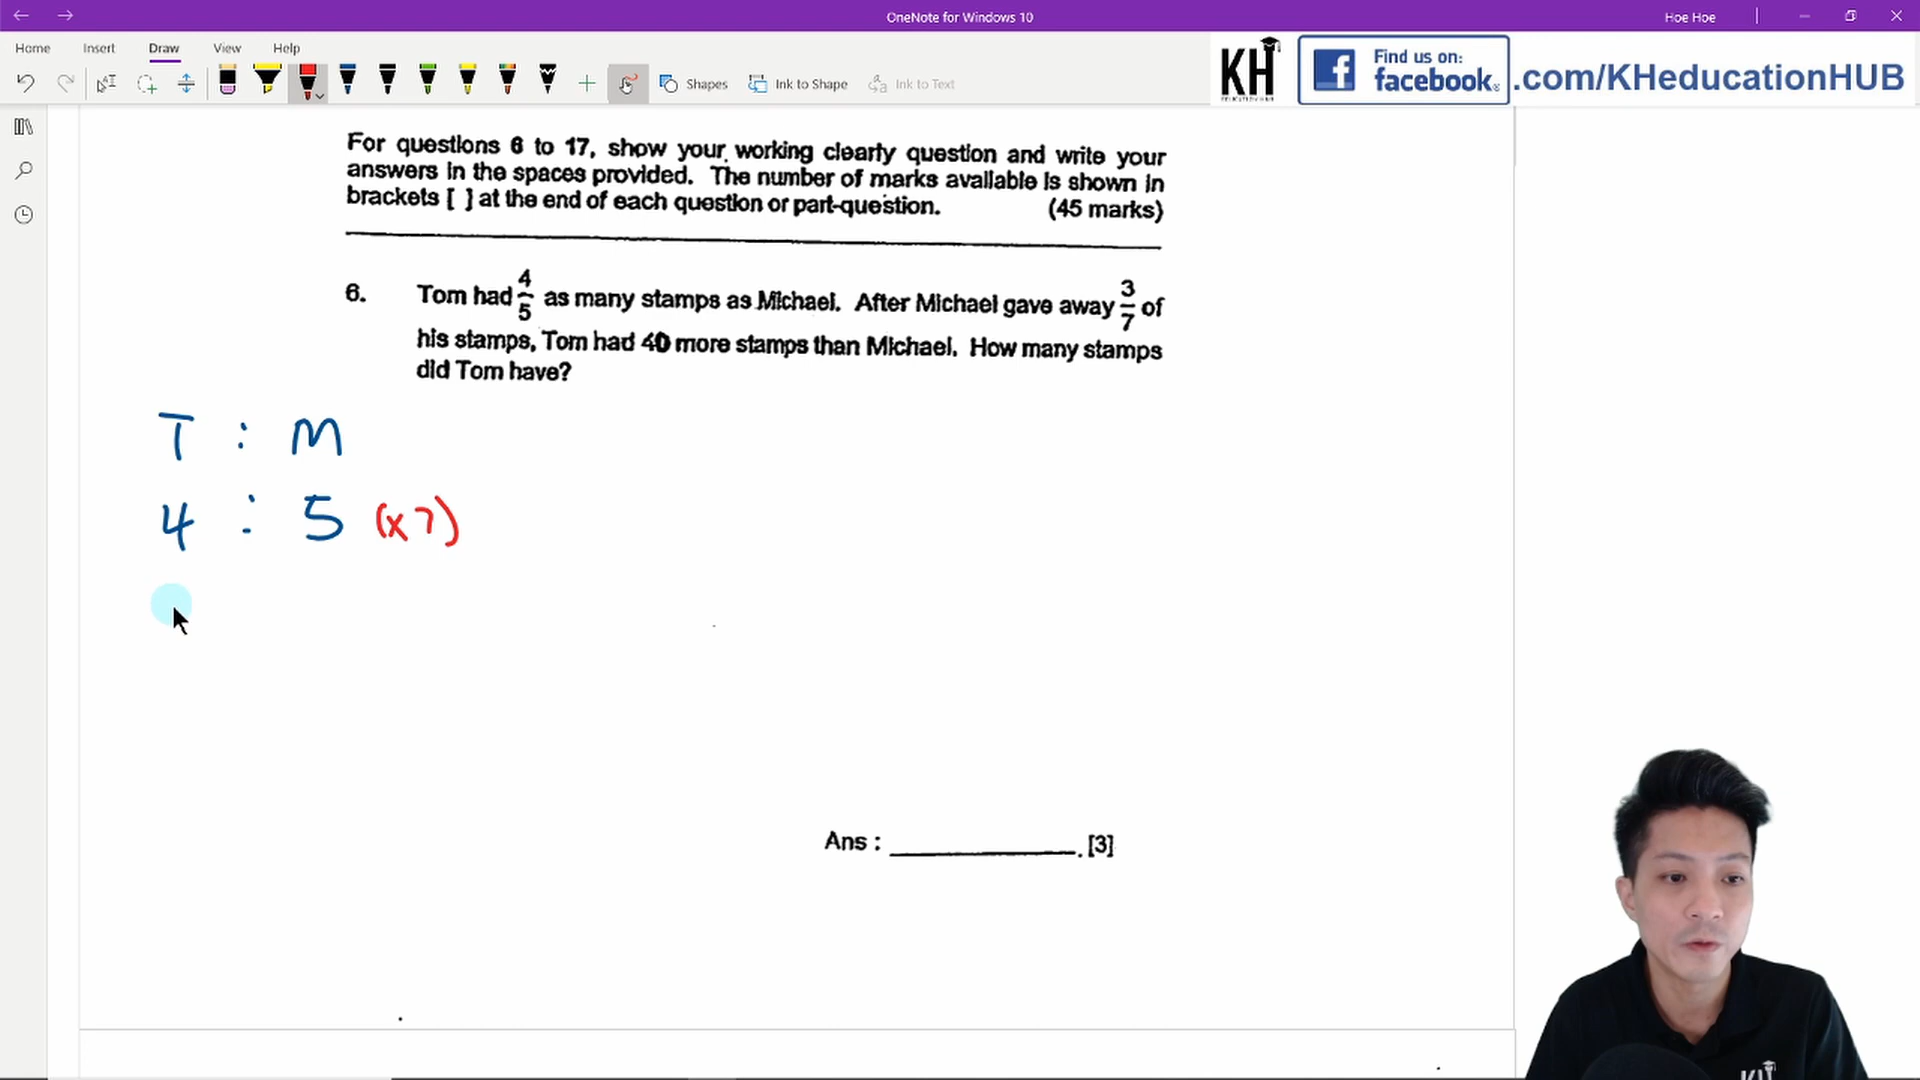 OneNote for Windows 10
Hoe Hoe
Home Insert Draw View Help
Shapes Ink to Shape Ink to Text
KH
Find us on:
facebook .com/KHeducationHUB
For questions 6 to 17, show your working clearly question and write your
answers in the spaces provided. The number of marks available is shown in
brackets [ ] at the end of each question or part-question. (45 marks)
6. Tom had 4/5 as many stamps as Michael. After Michael gave away 3/7 of
his stamps, Tom had 40 more stamps than Michael. How many stamps
did Tom have?
T : M
4 : 5 (x7)
Ans : ____________. [3]
KH